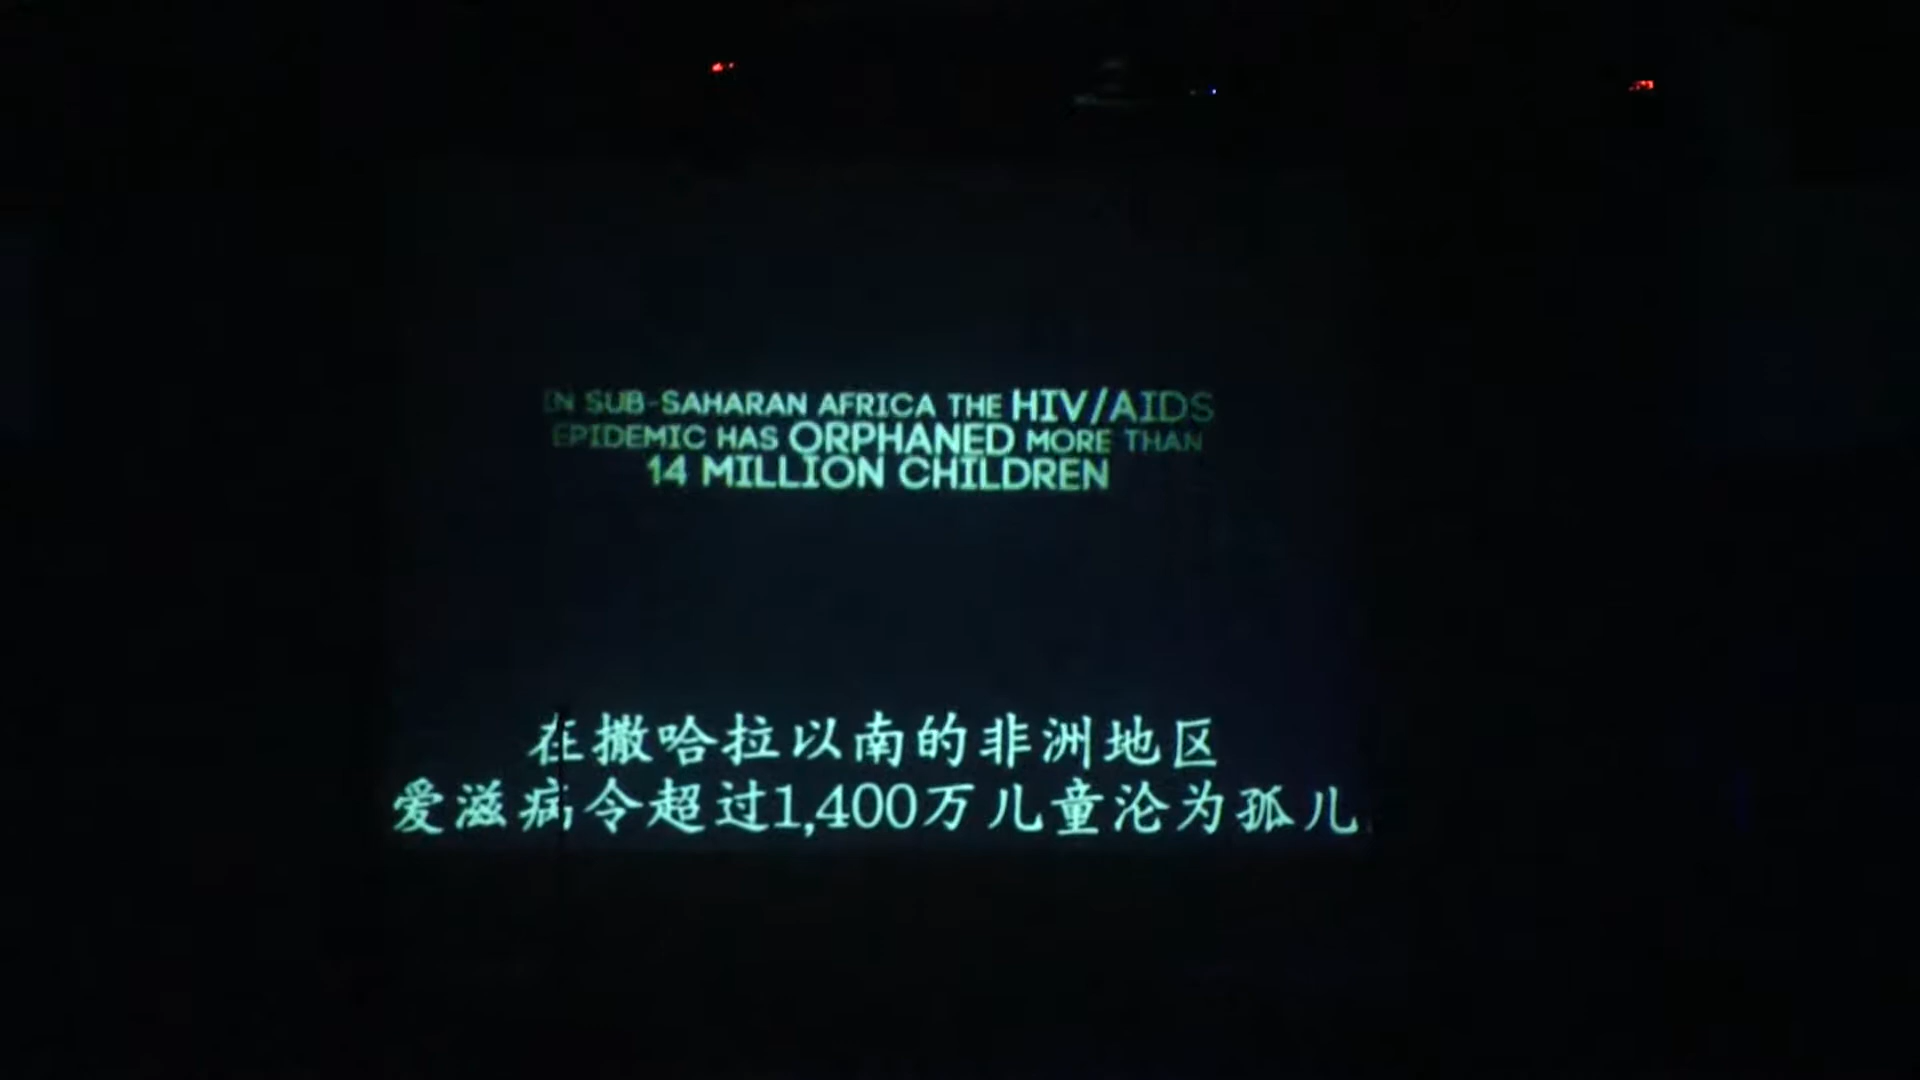 IN SUB-SAHARAN AFRICA THE HIV/AIDS
EPIDEMIC HAS ORPHANED MORE THAN
14 MILLION CHILDREN
在撒哈拉以南的非洲地区
爱滋病令超过1,400万儿童沦为孤儿